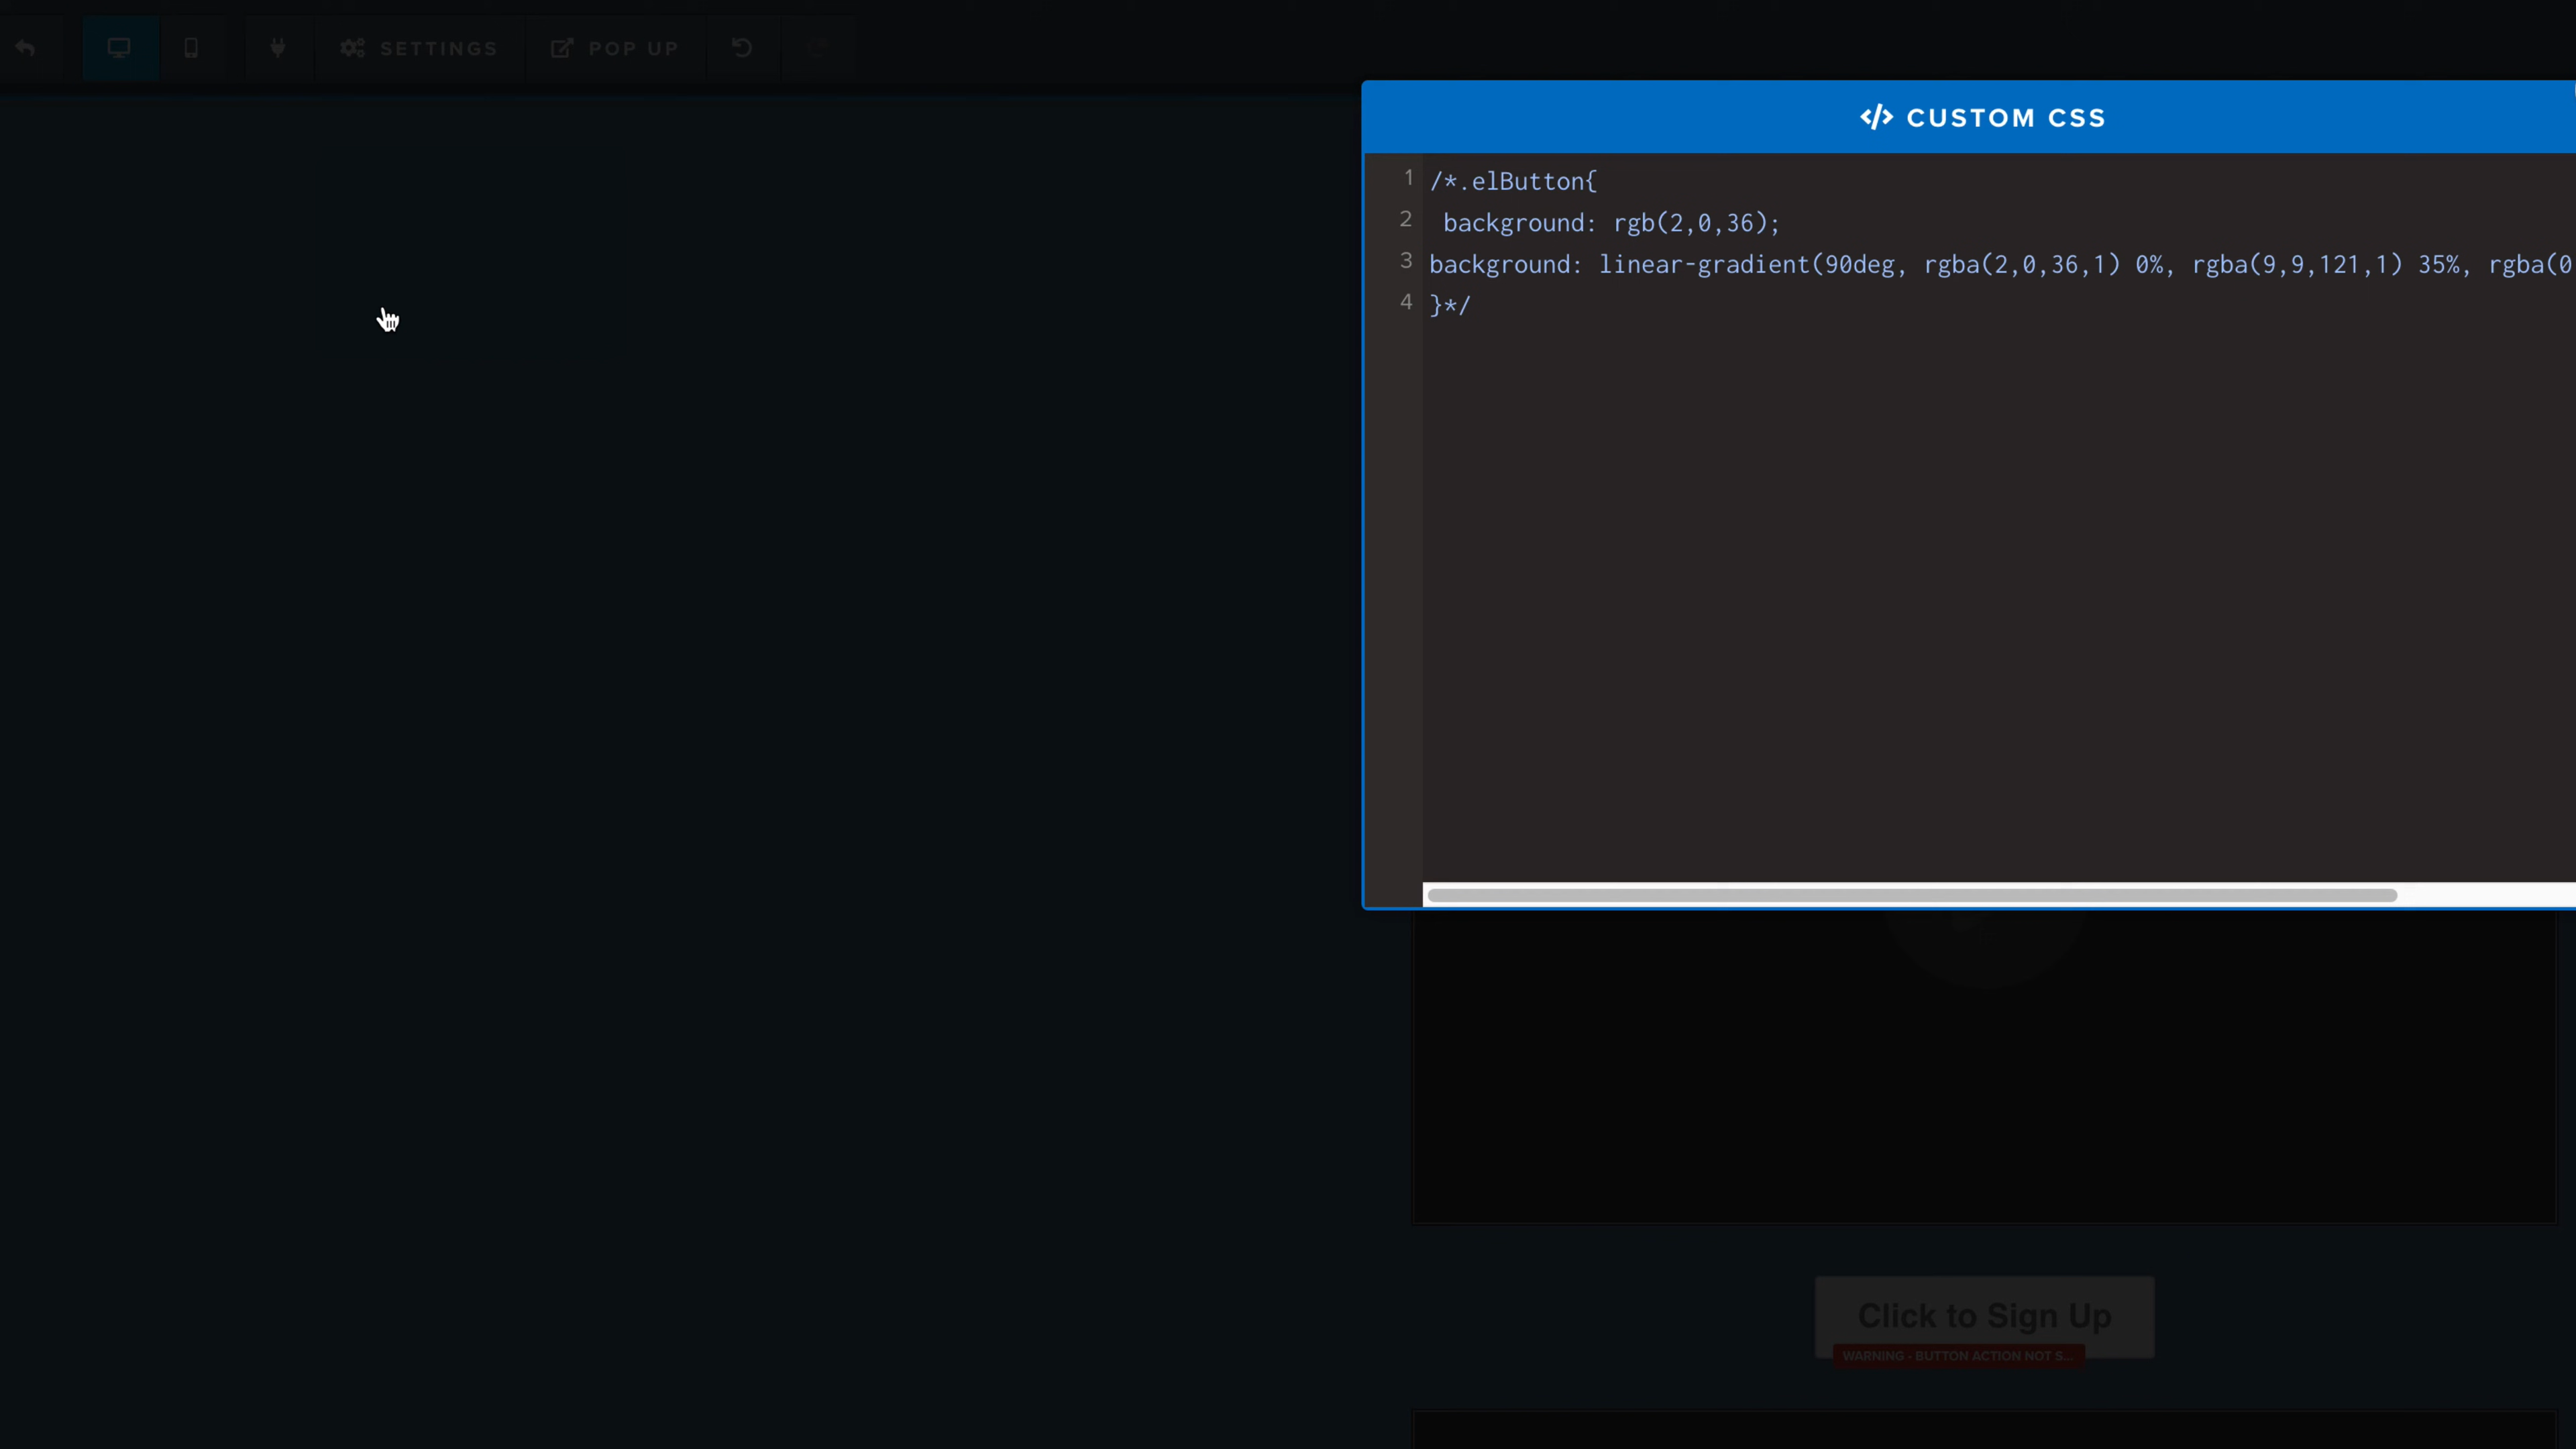 SETTINGS
POP UP
</> CUSTOM CSS
1 /*.elButton{
2 background: rgb(2,0,36);
3 background: linear-gradient(90deg, rgba(2,0,36,1) 0%, rgba(9,9,121,1) 35%, rgba(0
4 }*/
Click to Sign Up
WARNING - BUTTON ACTION NOT S...